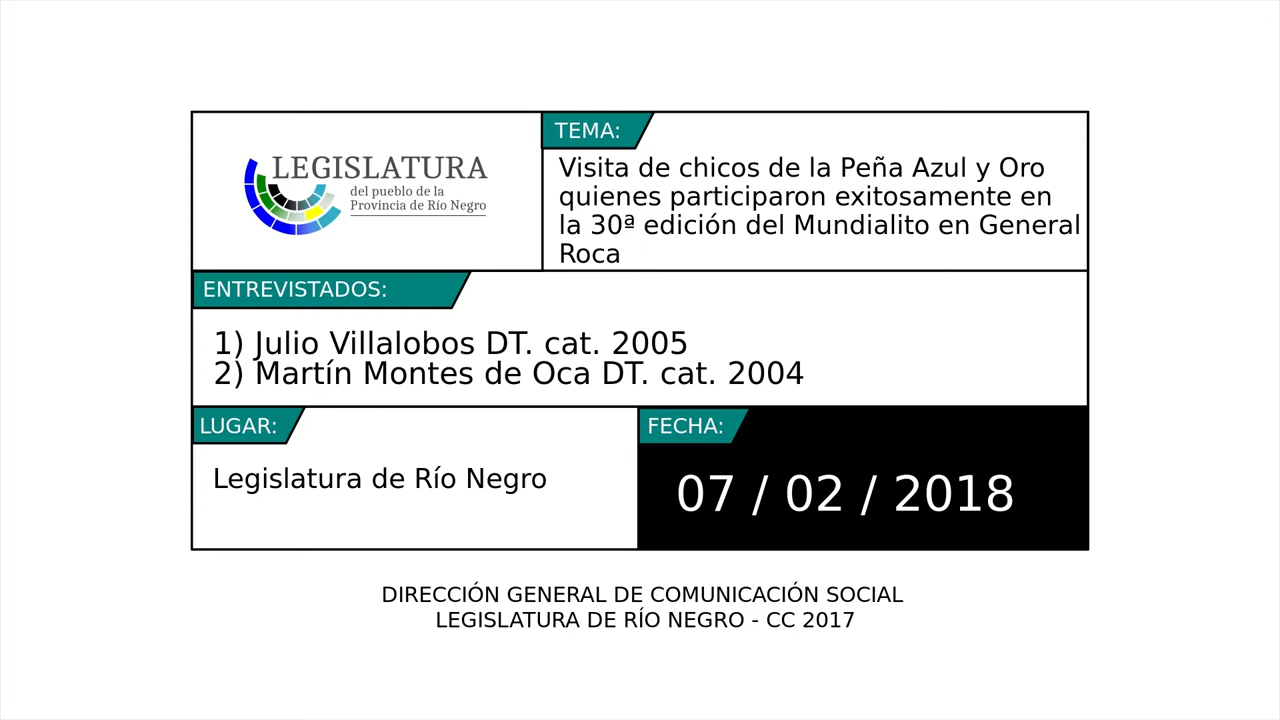 LEGISLATURA
del pueblo de la
Provincia de Río Negro
TEMA:
Visita de chicos de la Peña Azul y Oro
quienes participaron exitosamente en
la 30ª edición del Mundialito en General
Roca
ENTREVISTADOS:
1) Julio Villalobos DT. cat. 2005
2) Martín Montes de Oca DT. cat. 2004
LUGAR:
Legislatura de Río Negro
FECHA:
07 / 02 / 2018
DIRECCIÓN GENERAL DE COMUNICACIÓN SOCIAL
LEGISLATURA DE RÍO NEGRO - CC 2017